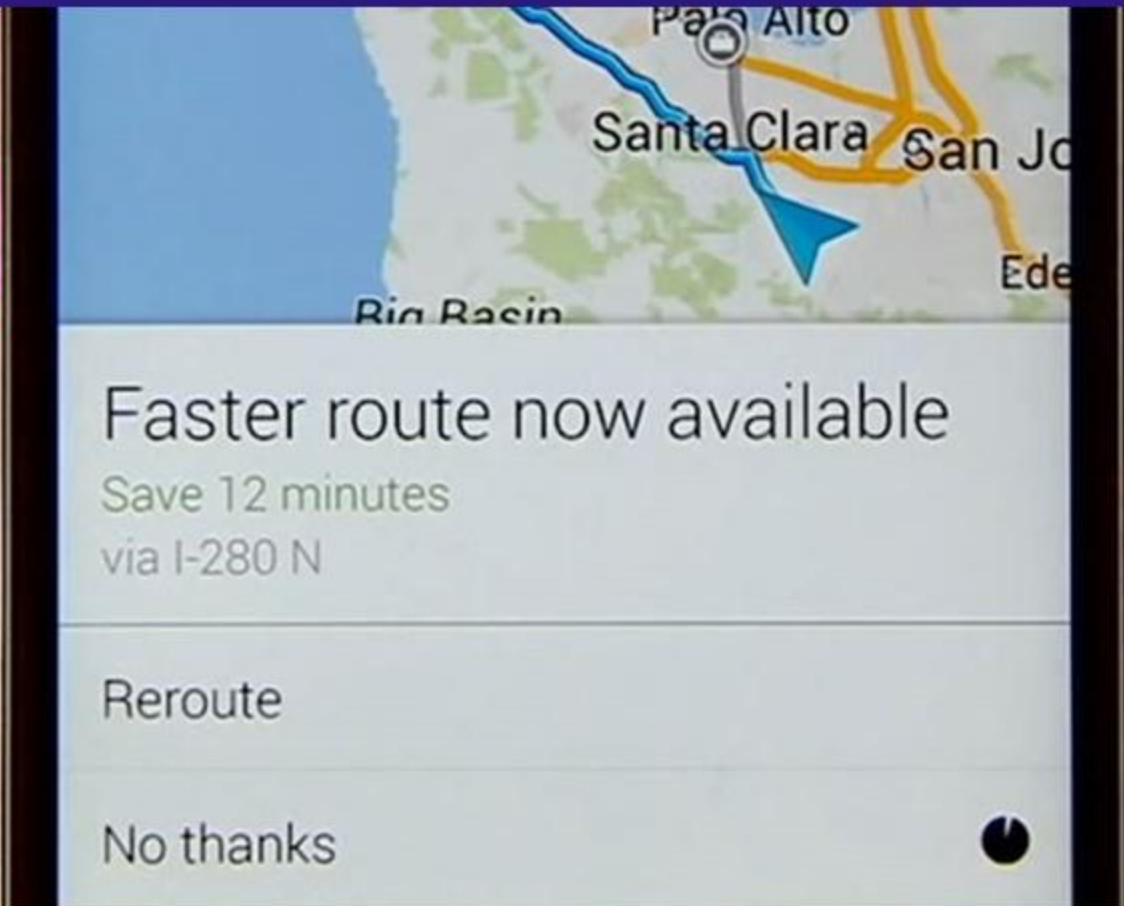 Palo Alto
Santa Clara
San Jo
Ede
Big Basin
Faster route now available
Save 12 minutes
via I-280 N
Reroute
No thanks